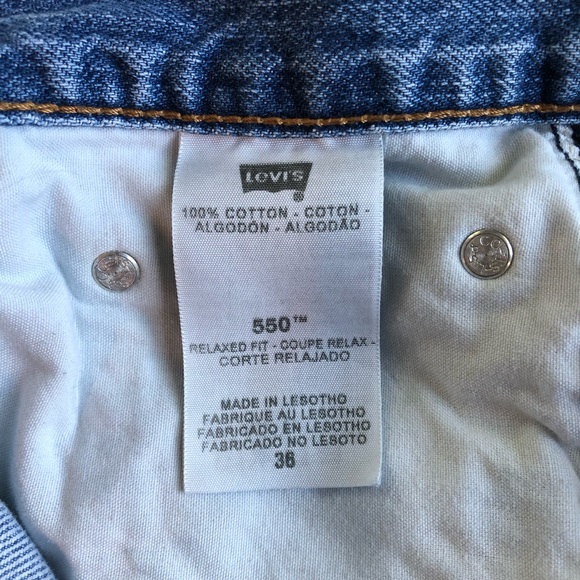 Levi's
®
100% COTTON - COTON -
ALGODÓN - ALGODÃO
550™
RELAXED FIT - COUPE RELAX -
CORTE RELAJADO
MADE IN LESOTHO
FABRIQUE AU LESOTHO
FABRICADO EN LESOTHO
FABRICADO NO LESOTO
36